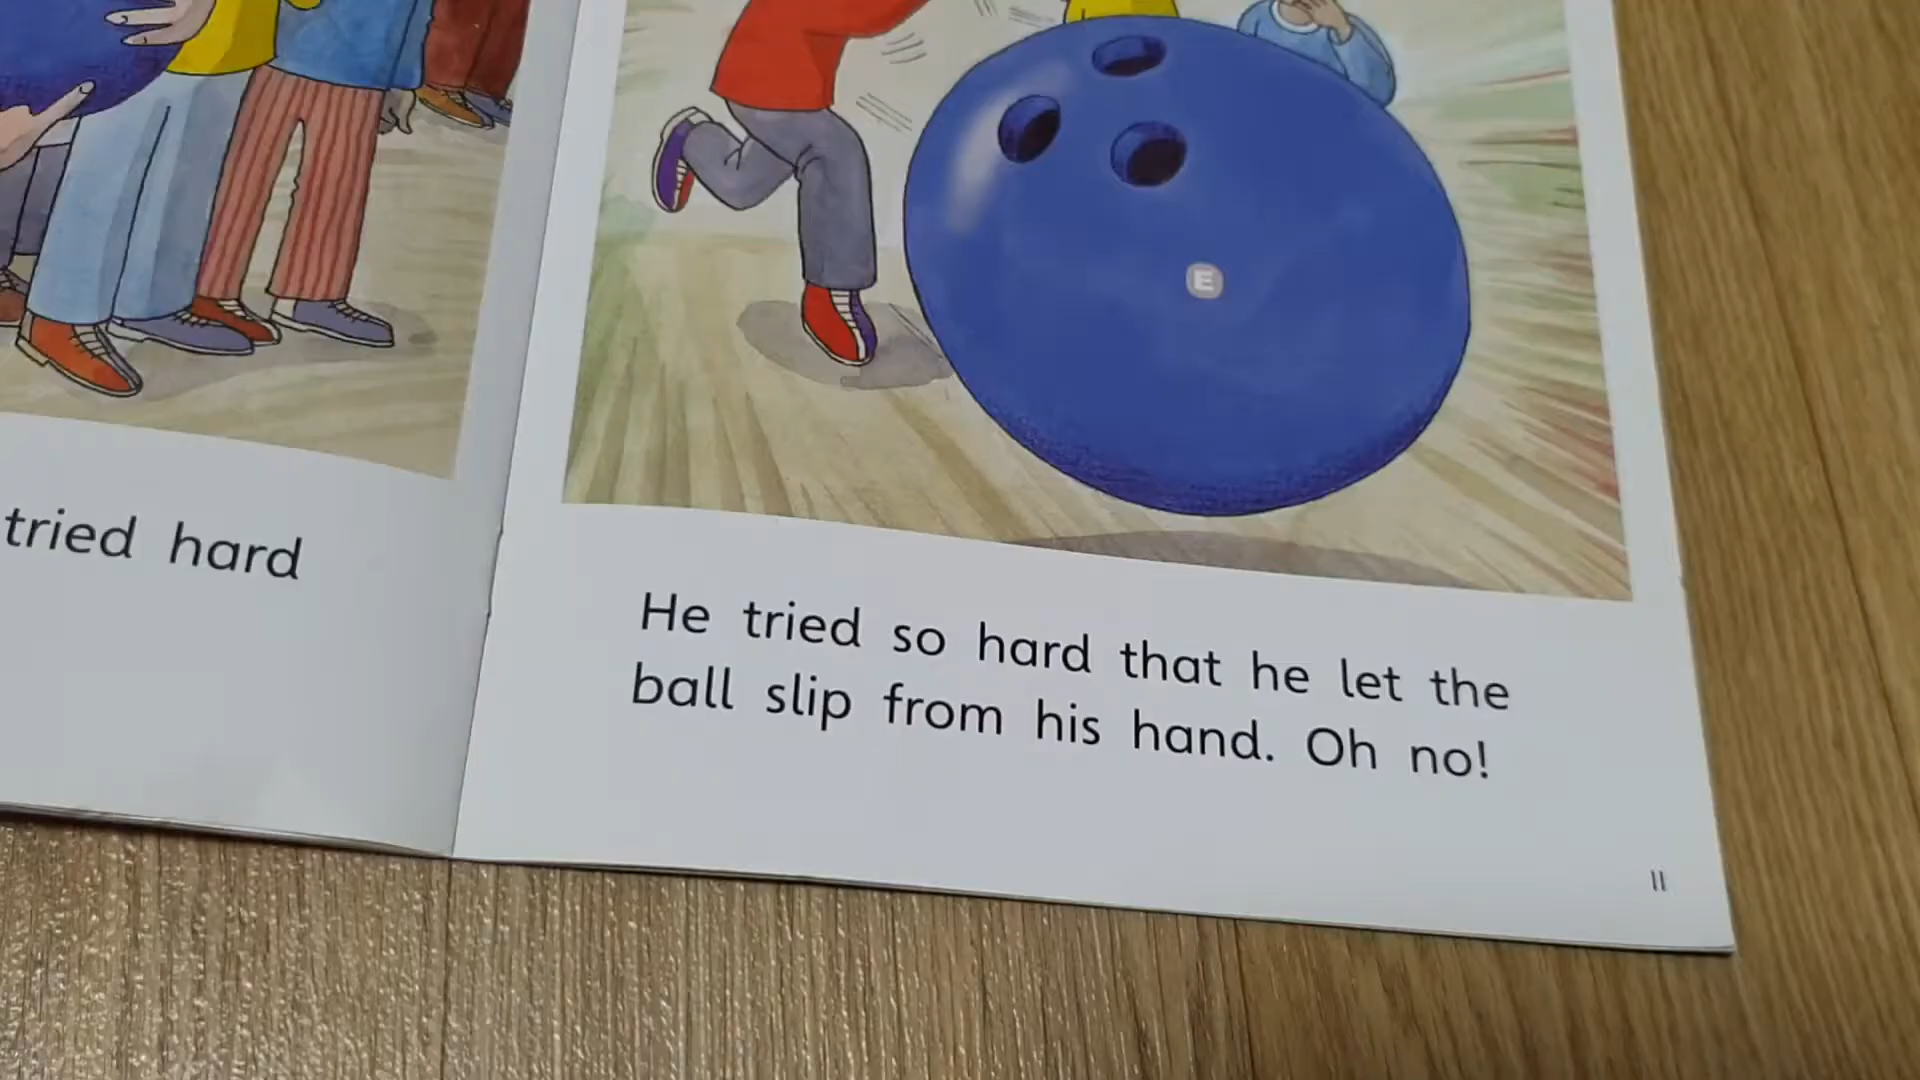 tried hard
He tried so hard that he let the
ball slip from his hand. Oh no!
11
E